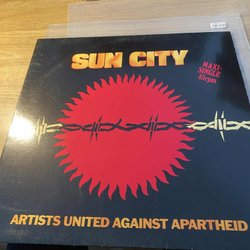 SUN CITY
MAXI-
SINGLE
45rpm
ARTISTS UNITED AGAINST APARTHEID